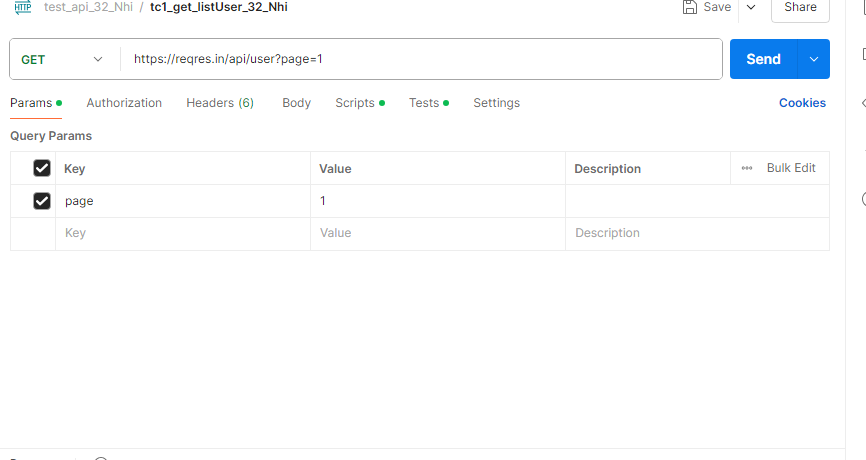 HTTP test_api_32_Nhi / tc1_get_listUser_32_Nhi Save Share
GET https://reqres.in/api/user?page=1 Send
Params Authorization Headers (6) Body Scripts Tests Settings Cookies
Query Params
Key Value Description Bulk Edit
page 1
Key Value Description